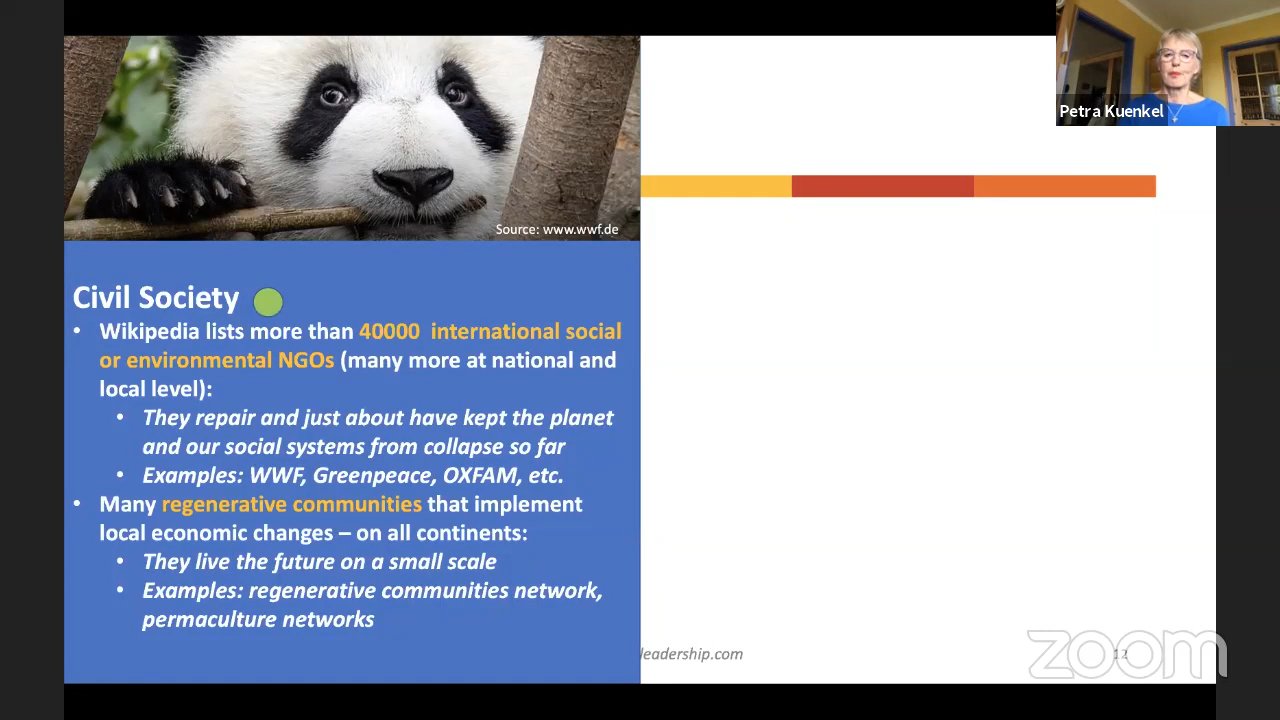 Petra Kuenkel
Source: www.wwf.de
Civil Society
• Wikipedia lists more than 40000 international social
or environmental NGOs (many more at national and
local level):
• They repair and just about have kept the planet
and our social systems from collapse so far
• Examples: WWF, Greenpeace, OXFAM, etc.
• Many regenerative communities that implement
local economic changes – on all continents:
• They live the future on a small scale
• Examples: regenerative communities network,
permaculture networks
leadership.com
12
zoom